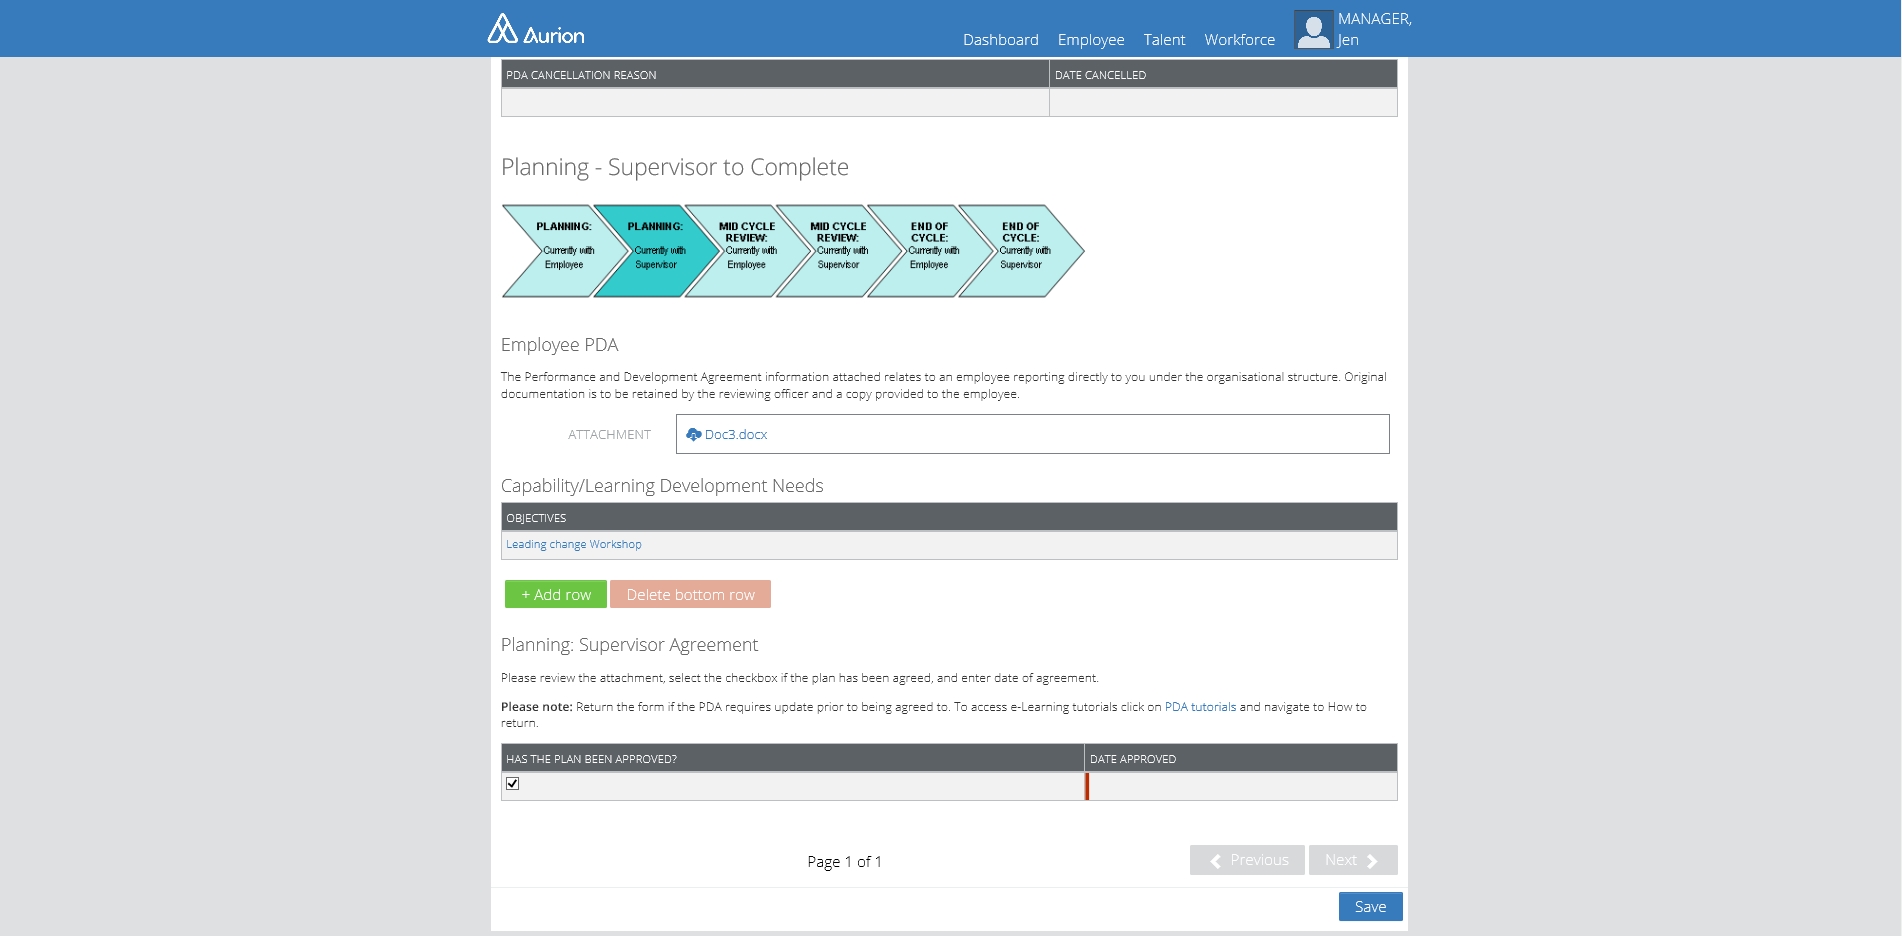 Aurion
Dashboard Employee Talent Workforce
MANAGER,
Jen
PDA CANCELLATION REASON DATE CANCELLED
Planning - Supervisor to Complete
PLANNING:
Currently with
Employee
PLANNING:
Currently with
Supervisor
MID CYCLE
REVIEW:
Currently with
Employee
MID CYCLE
REVIEW:
Currently with
Supervisor
END OF
CYCLE:
Currently with
Employee
END OF
CYCLE:
Currently with
Supervisor
Employee PDA
The Performance and Development Agreement information attached relates to an employee reporting directly to you under the organisational structure. Original
documentation is to be retained by the reviewing officer and a copy provided to the employee.
ATTACHMENT Doc3.docx
Capability/Learning Development Needs
OBJECTIVES
Leading change Workshop
+ Add row Delete bottom row
Planning: Supervisor Agreement
Please review the attachment, select the checkbox if the plan has been agreed, and enter date of agreement.
Please note: Return the form if the PDA requires update prior to being agreed to. To access e-Learning tutorials click on PDA tutorials and navigate to How to
return.
HAS THE PLAN BEEN APPROVED? DATE APPROVED
Page 1 of 1 Previous Next
Save